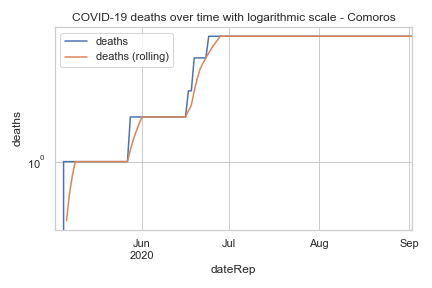 COVID-19 deaths over time with logarithmic scale - Comoros
deaths
deaths (rolling)
deaths
10⁰
Jun
2020
Jul
Aug
Sep
dateRep